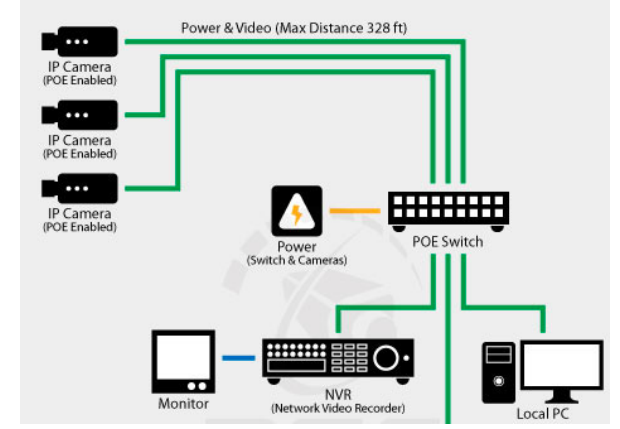 Power & Video (Max Distance 328 ft)
IP Camera
(POE Enabled)
IP Camera
(POE Enabled)
IP Camera
(POE Enabled)
Power
(Switch & Cameras)
POE Switch
Monitor
NVR
(Network Video Recorder)
Local PC